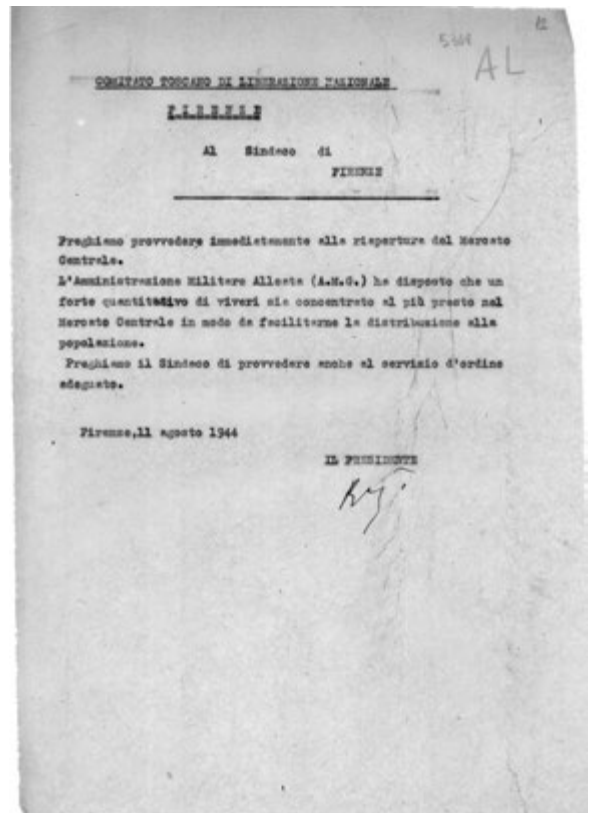 12
5368
AL
COMITATO TOSCANO DI LIBERAZIONE NAZIONALE
FIRENZE
Al Sindaco di
FIRENZE
Preghiamo provvedere immediatamente alla riapertura del Mercato
Centrale.
L'Amministrazione Militare Alleata (A.M.G.) ha disposto che un
forte quantitativo di viveri sia concentrato al più presto nel
Mercato Centrale in modo da facilitarne la distribuzione alla
popolazione.
Preghiamo il Sindaco di provvedere anche al servizio d'ordine
adeguato.
Firenze,11 agosto 1944
IL PRESIDENTE